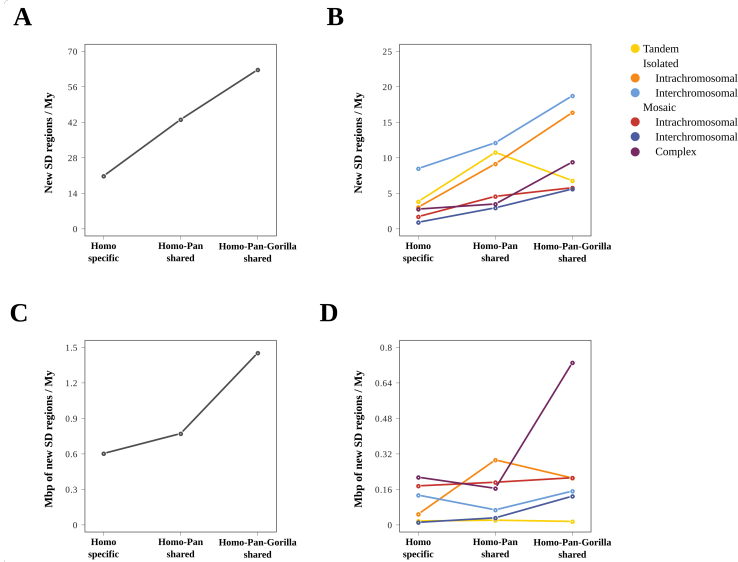 A
New SD regions / My
70
56
42
28
14
0
Homo
specific
Homo-Pan
shared
Homo-Pan-Gorilla
shared
B
New SD regions / My
25
20
15
10
5
0
Homo
specific
Homo-Pan
shared
Homo-Pan-Gorilla
shared
Tandem
Isolated
Intrachromosomal
Interchromosomal
Mosaic
Intrachromosomal
Interchromosomal
Complex
C
Mbp of new SD regions / My
1.5
1.2
0.9
0.6
0.3
0
Homo
specific
Homo-Pan
shared
Homo-Pan-Gorilla
shared
D
Mbp of new SD regions / My
0.8
0.64
0.48
0.32
0.16
0
Homo
specific
Homo-Pan
shared
Homo-Pan-Gorilla
shared